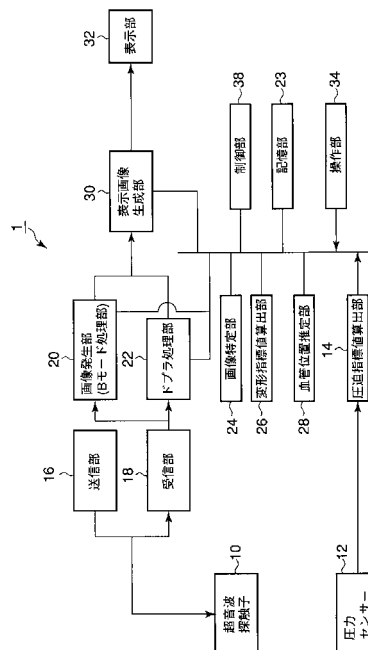 1
超音波
探触子
10
圧力
センサー
12
送信部
16
受信部
18
画像発生部
(Bモード処理部)
20
ドプラ処理部
22
画像特定部
24
変形指標値算出部
26
血管位置推定部
28
圧迫指標値算出部
14
表示画像
生成部
30
表示部
32
制御部
38
記憶部
23
操作部
34